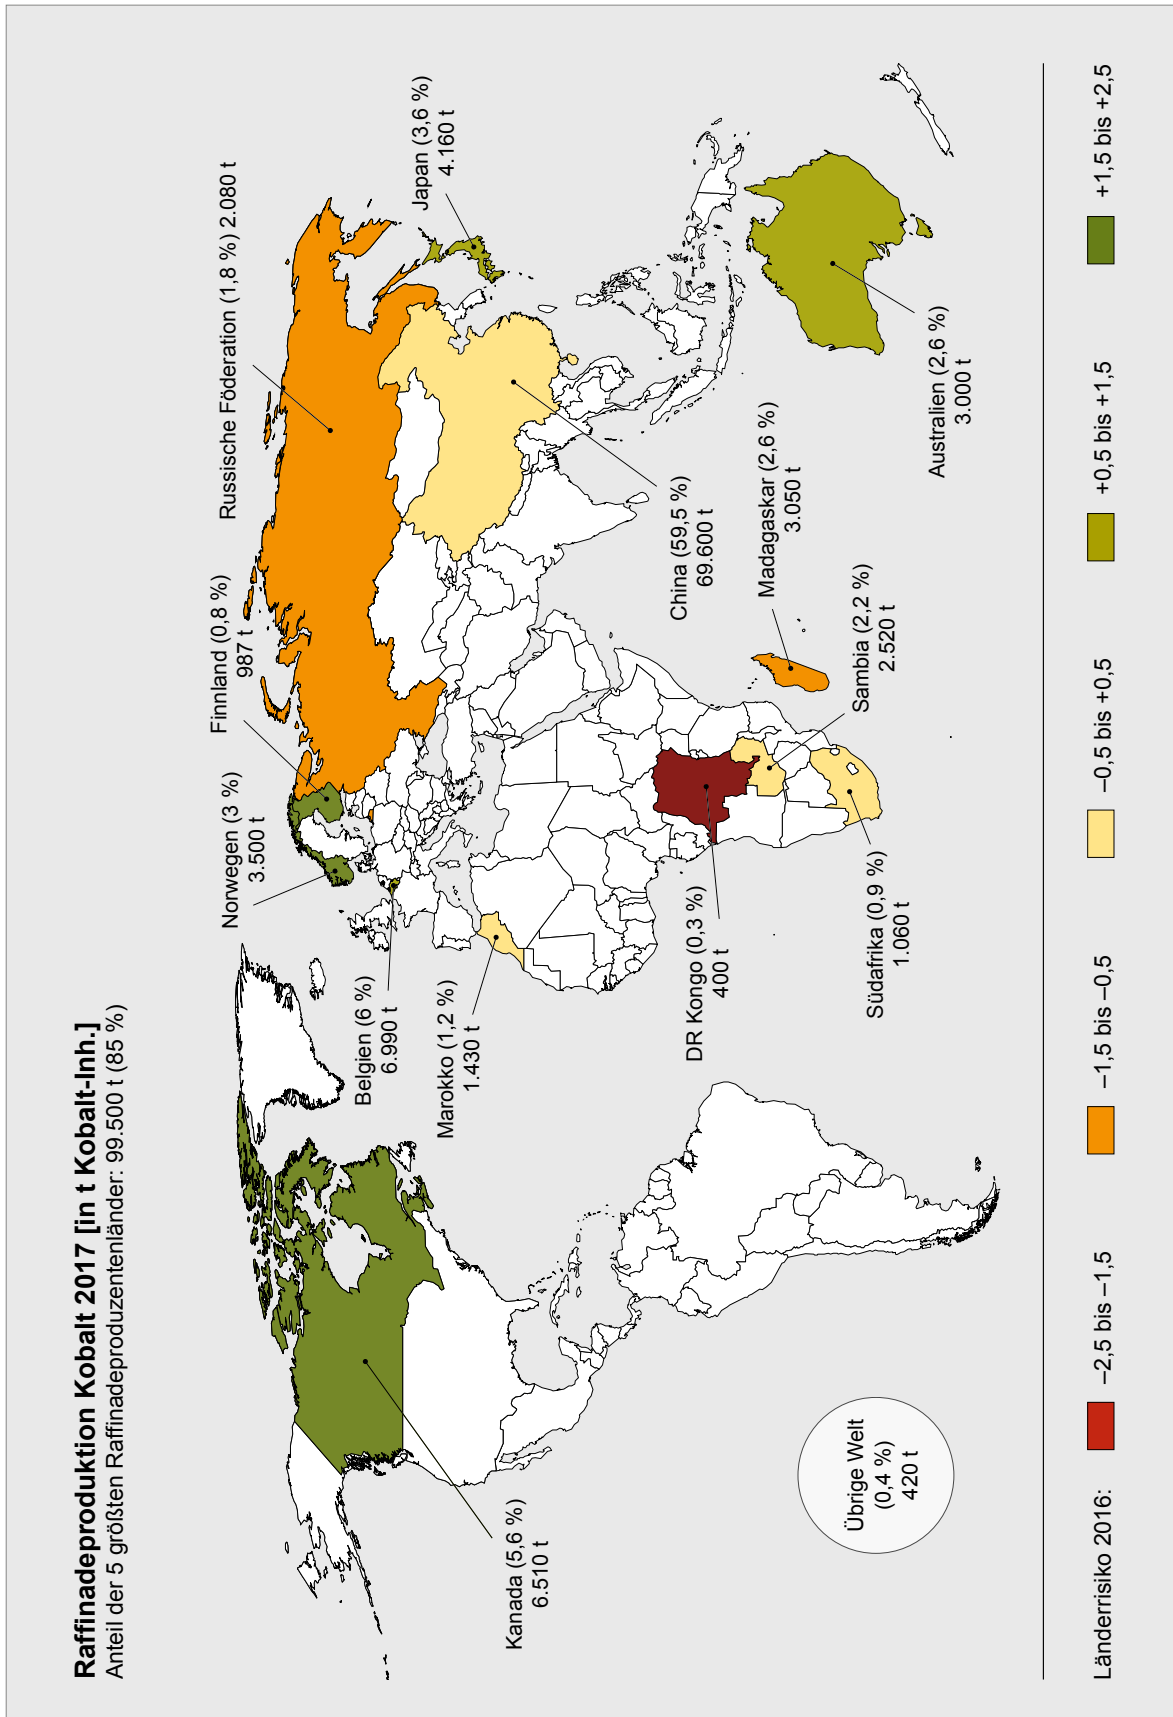 Raffinadeproduktion Kobalt 2017 [in t Kobalt-Inh.]
Anteil der 5 größten Raffinadeproduzentenländer: 99.500 t (85 %)
Kanada (5,6 %)
6.510 t
Norwegen (3 %)
3.500 t
Finnland (0,8 %)
987 t
Russische Föderation (1,8 %) 2.080 t
Japan (3,6 %)
4.160 t
Belgien (6 %)
6.990 t
Marokko (1,2 %)
1.430 t
China (59,5 %)
69.600 t
DR Kongo (0,3 %)
400 t
Madagaskar (2,6 %)
3.050 t
Sambia (2,2 %)
2.520 t
Südafrika (0,9 %)
1.060 t
Australien (2,6 %)
3.000 t
Übrige Welt
(0,4 %)
420 t
Länderrisiko 2016:
–2,5 bis –1,5
–1,5 bis –0,5
–0,5 bis +0,5
+0,5 bis +1,5
+1,5 bis +2,5